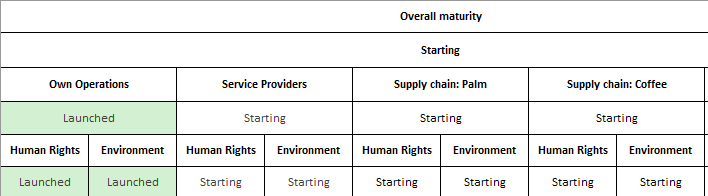 Overall maturity
Starting
Own Operations Service Providers Supply chain: Palm Supply chain: Coffee
Launched Starting Starting Starting
Human Rights Environment Human Rights Environment Human Rights Environment Human Rights Environment
Launched Launched Starting Starting Starting Starting Starting Starting